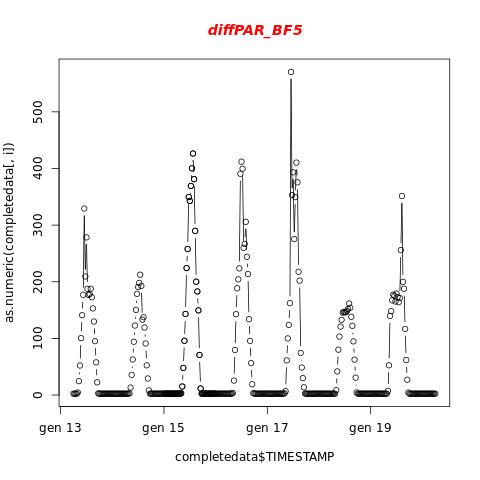 diffPAR_BF5
as.numeric(completedata[, i])
500
400
300
200
100
0
gen 13
gen 15
gen 17
gen 19
completedata$TIMESTAMP